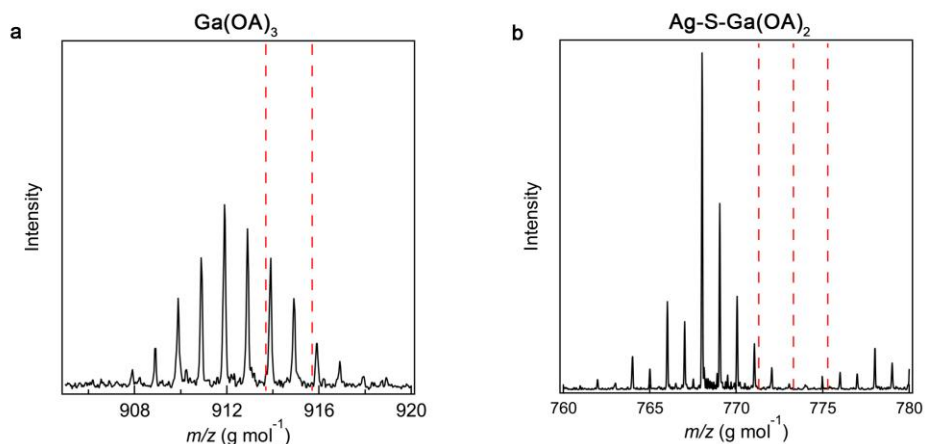 a
Ga(OA)₃
Intensity
908 912 916 920
m/z (g mol⁻¹)
b
Ag-S-Ga(OA)₂
Intensity
760 765 770 775 780
m/z (g mol⁻¹)